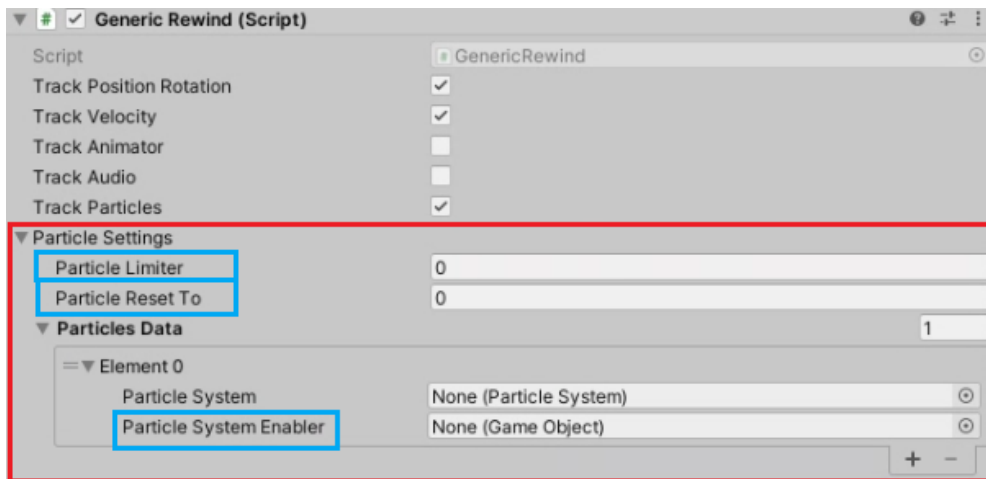 Generic Rewind (Script)
Script GenericRewind
Track Position Rotation
Track Velocity
Track Animator
Track Audio
Track Particles
Particle Settings
Particle Limiter 0
Particle Reset To 0
Particles Data 1
Element 0
Particle System None (Particle System)
Particle System Enabler None (Game Object)